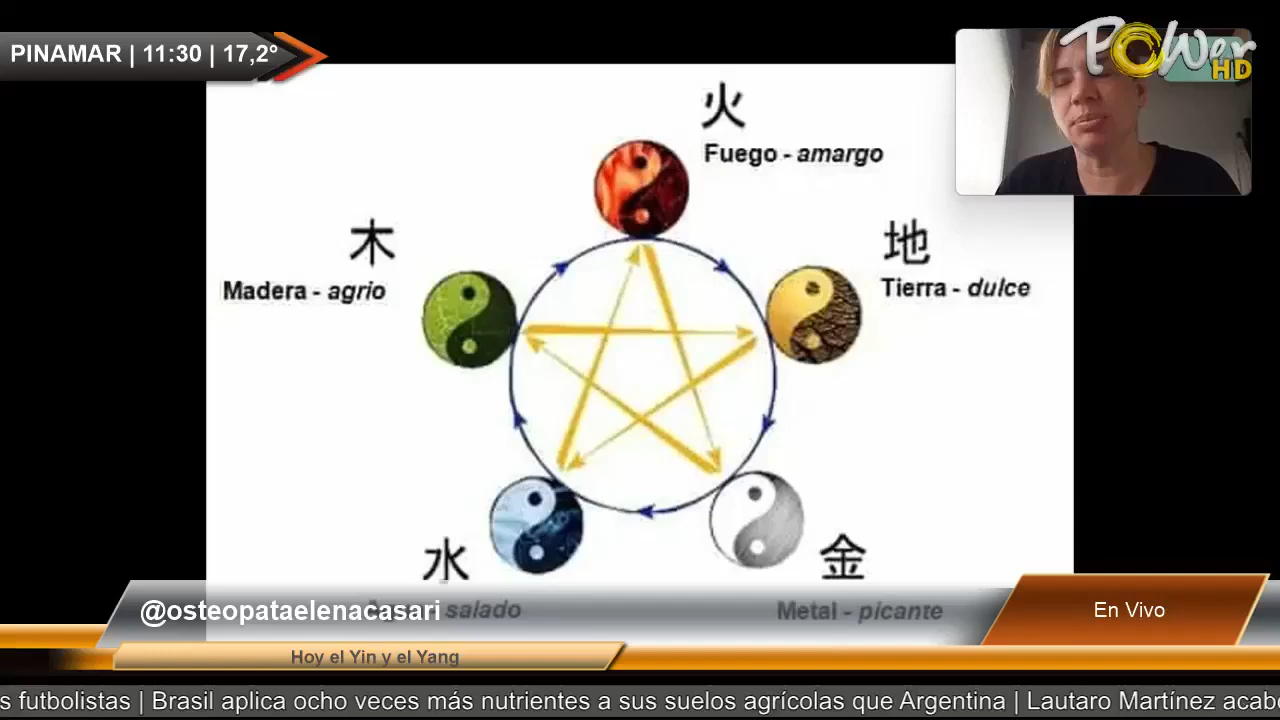 PINAMAR | 11:30 | 17,2°
Power
HD
火
Fuego - amargo
木
地
Madera - agrio
Tierra - dulce
水
金
@osteopataelenacasari
salado
Metal - picante
En Vivo
Hoy el Yin y el Yang
s futbolistas | Brasil aplica ocho veces más nutrientes a sus suelos agrícolas que Argentina | Lautaro Martínez acab